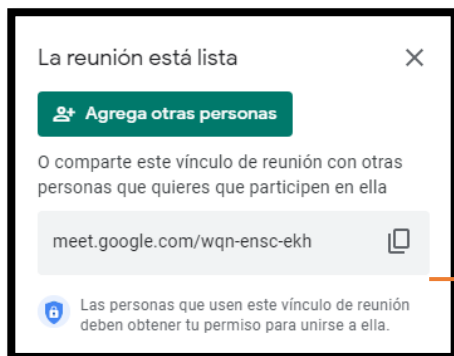 La reunión está lista
Agrega otras personas
O comparte este vínculo de reunión con otras
personas que quieres que participen en ella
meet.google.com/wqn-ensc-ekh
Las personas que usen este vínculo de reunión
deben obtener tu permiso para unirse a ella.